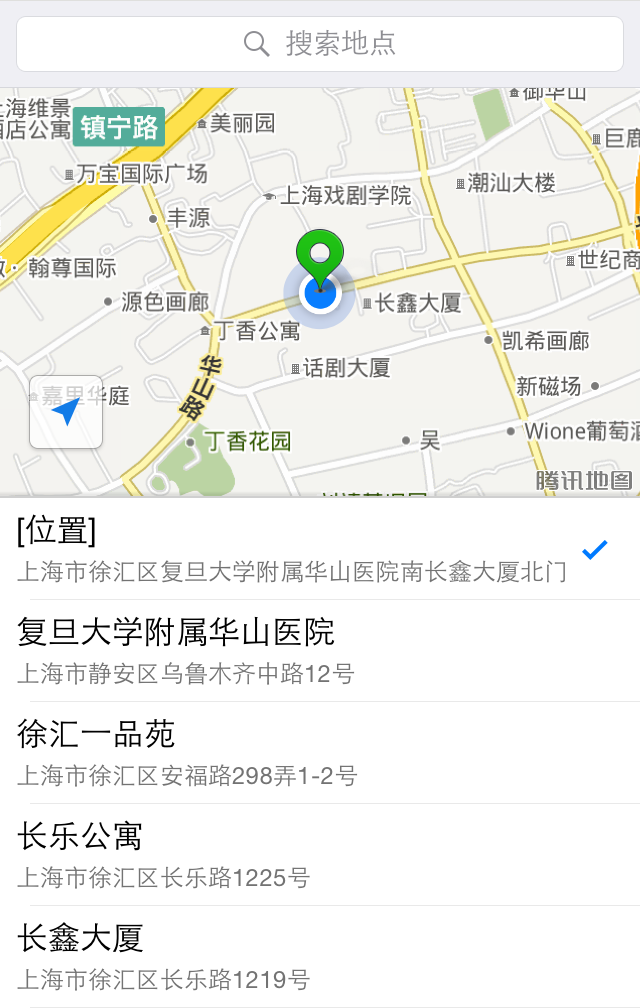 搜索地点
上海维景
酒店公寓
镇宁路
美丽园
御华山
巨鹿
万宝国际广场
上海戏剧学院
潮汕大楼
丰源
翰尊国际
世纪商
源色画廊
长鑫大厦
丁香公寓
凯希画廊
华山路
话剧大厦
嘉里华庭
新磁场
丁香花园
吴
Wione葡萄酒
腾讯地图
[位置]
上海市徐汇区复旦大学附属华山医院南长鑫大厦北门
复旦大学附属华山医院
上海市静安区乌鲁木齐中路12号
徐汇一品苑
上海市徐汇区安福路298弄1-2号
长乐公寓
上海市徐汇区长乐路1225号
长鑫大厦
上海市徐汇区长乐路1219号